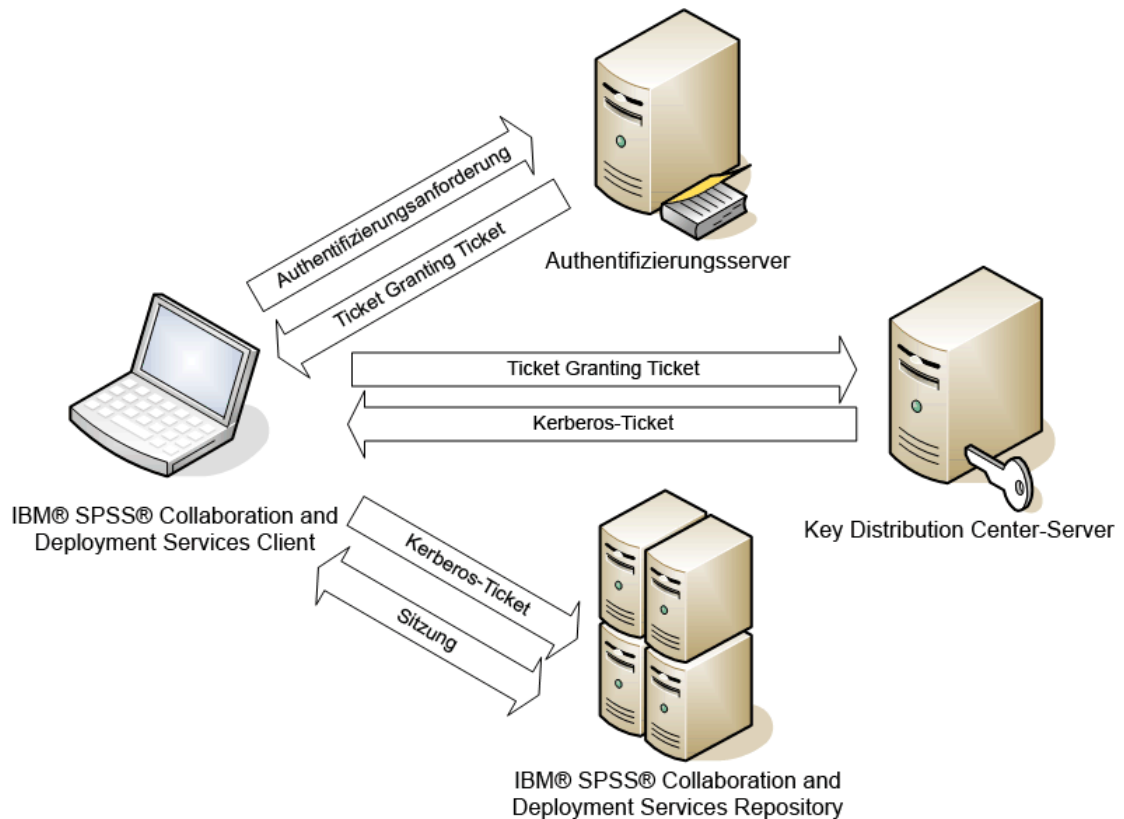 Authentifizierungsanforderung
Ticket Granting Ticket
Authentifizierungsserver
Ticket Granting Ticket
Kerberos-Ticket
IBM® SPSS® Collaboration and
Deployment Services Client
Key Distribution Center-Server
Kerberos-Ticket
Sitzung
IBM® SPSS® Collaboration and
Deployment Services Repository